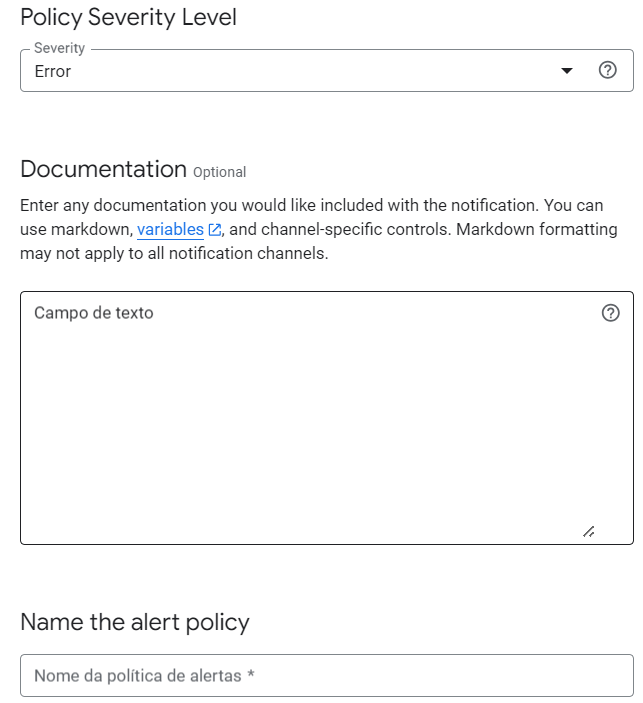 Policy Severity Level
Severity
Error
Documentation Optional
Enter any documentation you would like included with the notification. You can
use markdown, variables, and channel-specific controls. Markdown formatting
may not apply to all notification channels.
Campo de texto
Name the alert policy
Nome da política de alertas *